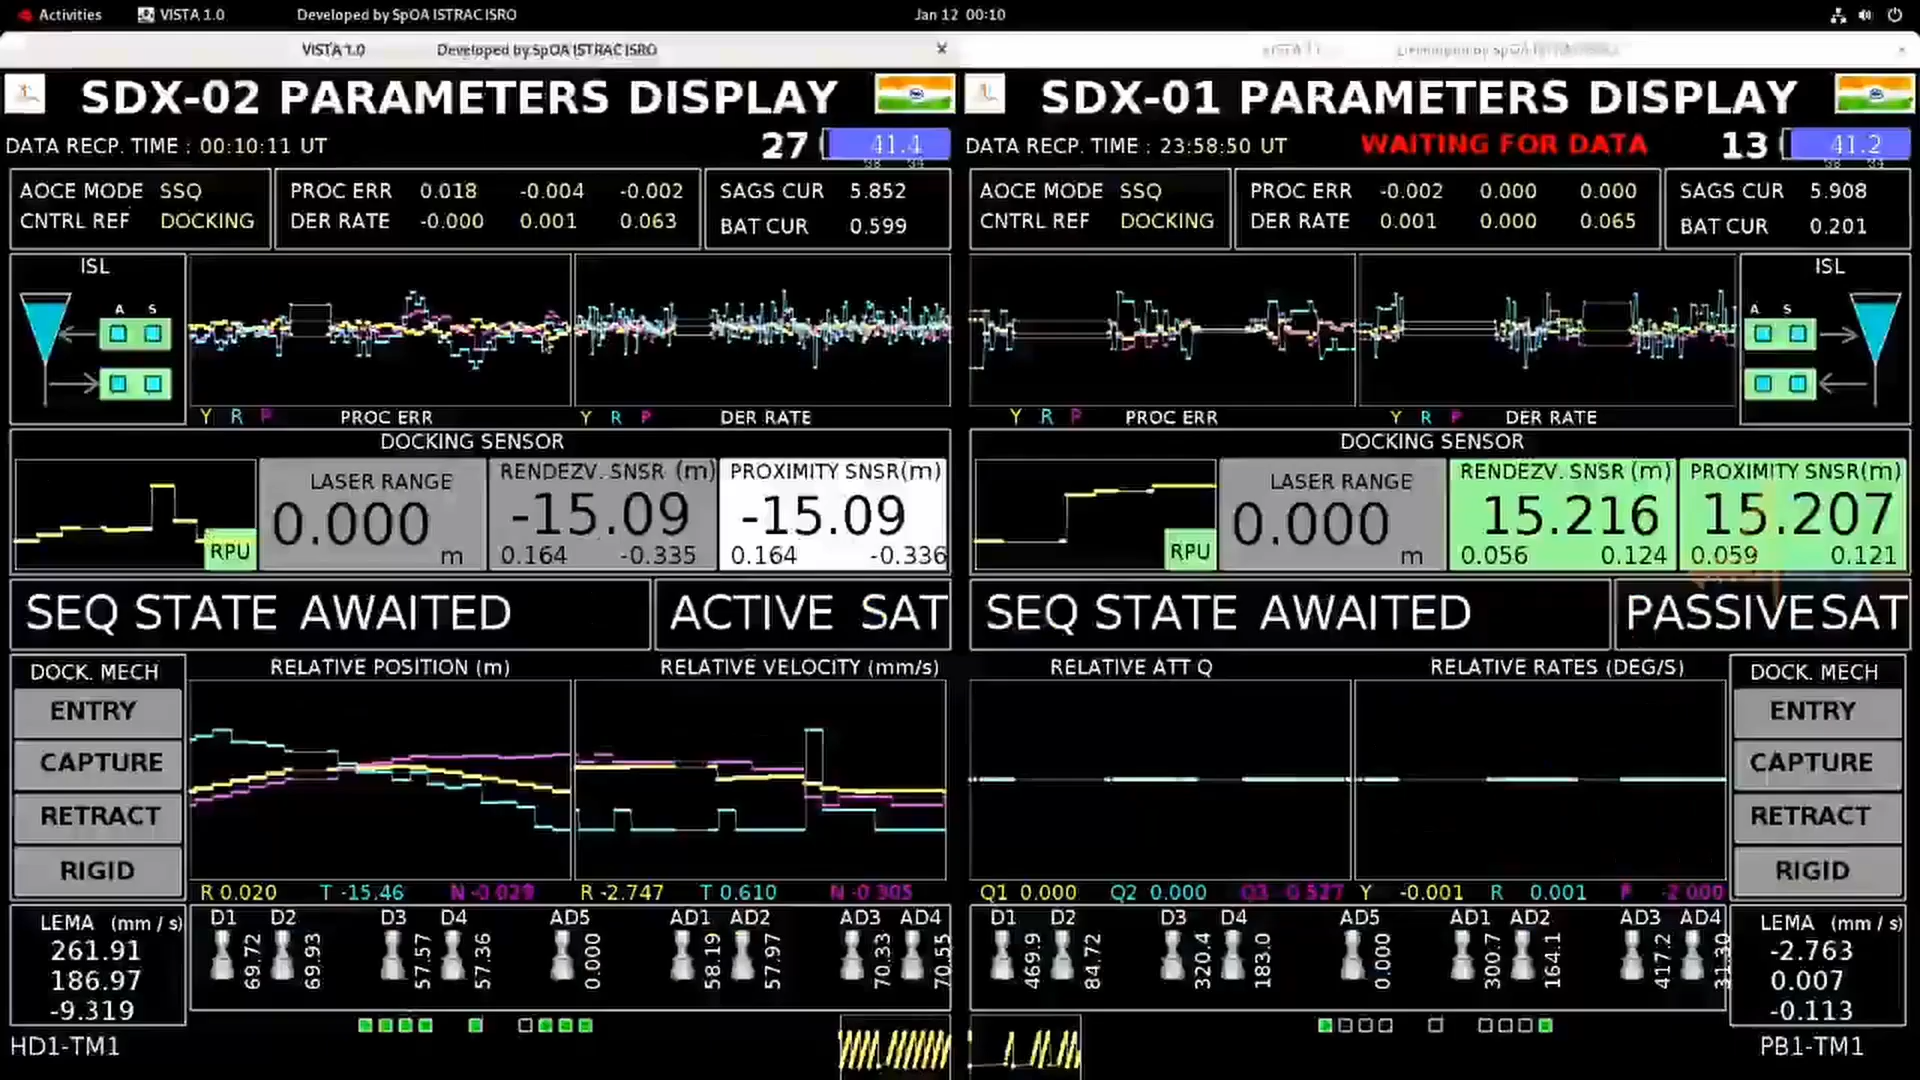 Activities VISTA 1.0 Developed by SpOA ISTRAC ISRO Jan 12 00:10
VISTA 1.0 Developed by SpOA ISTRAC ISRO ×
SDX-02 PARAMETERS DISPLAY
DATA RECP. TIME : 00:10:11 UT 27 41.4
AOCE MODE SSQ
CNTRL REF DOCKING
PROC ERR 0.018 -0.004 -0.002
DER RATE -0.000 0.001 0.063
SAGS CUR 5.852
BAT CUR 0.599
ISL
A S
Y R P PROC ERR
Y R P DER RATE
DOCKING SENSOR
RPU
LASER RANGE
0.000
m
RENDEZV. SNSR (m)
-15.09
0.164 -0.335
PROXIMITY SNSR(m)
-15.09
0.164 -0.336
SEQ STATE AWAITED
ACTIVE SAT
DOCK. MECH
ENTRY
CAPTURE
RETRACT
RIGID
RELATIVE POSITION (m)
RELATIVE VELOCITY (mm/s)
R 0.020 T -15.46 N -0.029
R -2.747 T 0.610 N -0.305
LEMA (mm / s)
261.91
186.97
-9.319
D1 D2 D3 D4 AD5 AD1 AD2 AD3 AD4
69.72 69.93 57.57 57.36 0.000 58.19 57.97 70.33 70.55
HD1-TM1
SDX-01 PARAMETERS DISPLAY
DATA RECP. TIME : 23:58:50 UT WAITING FOR DATA 13 41.2
AOCE MODE SSQ
CNTRL REF DOCKING
PROC ERR -0.002 0.000 0.000
DER RATE 0.001 0.000 0.065
SAGS CUR 5.908
BAT CUR 0.201
Y R P PROC ERR
Y R P DER RATE
ISL
A S
DOCKING SENSOR
RPU
LASER RANGE
0.000
m
RENDEZV. SNSR (m)
15.216
0.056 0.124
PROXIMITY SNSR(m)
15.207
0.059 0.121
SEQ STATE AWAITED
PASSIVE SAT
RELATIVE ATT Q
RELATIVE RATES (DEG/S)
Q1 0.000 Q2 0.000 Q3 -0.527
Y -0.001 R 0.001 P -2.000
DOCK. MECH
ENTRY
CAPTURE
RETRACT
RIGID
D1 D2 D3 D4 AD5 AD1 AD2 AD3 AD4
469.9 84.72 320.4 183.0 0.000 300.7 164.1 417.2 31.30
LEMA (mm / s)
-2.763
0.007
-0.113
PB1-TM1